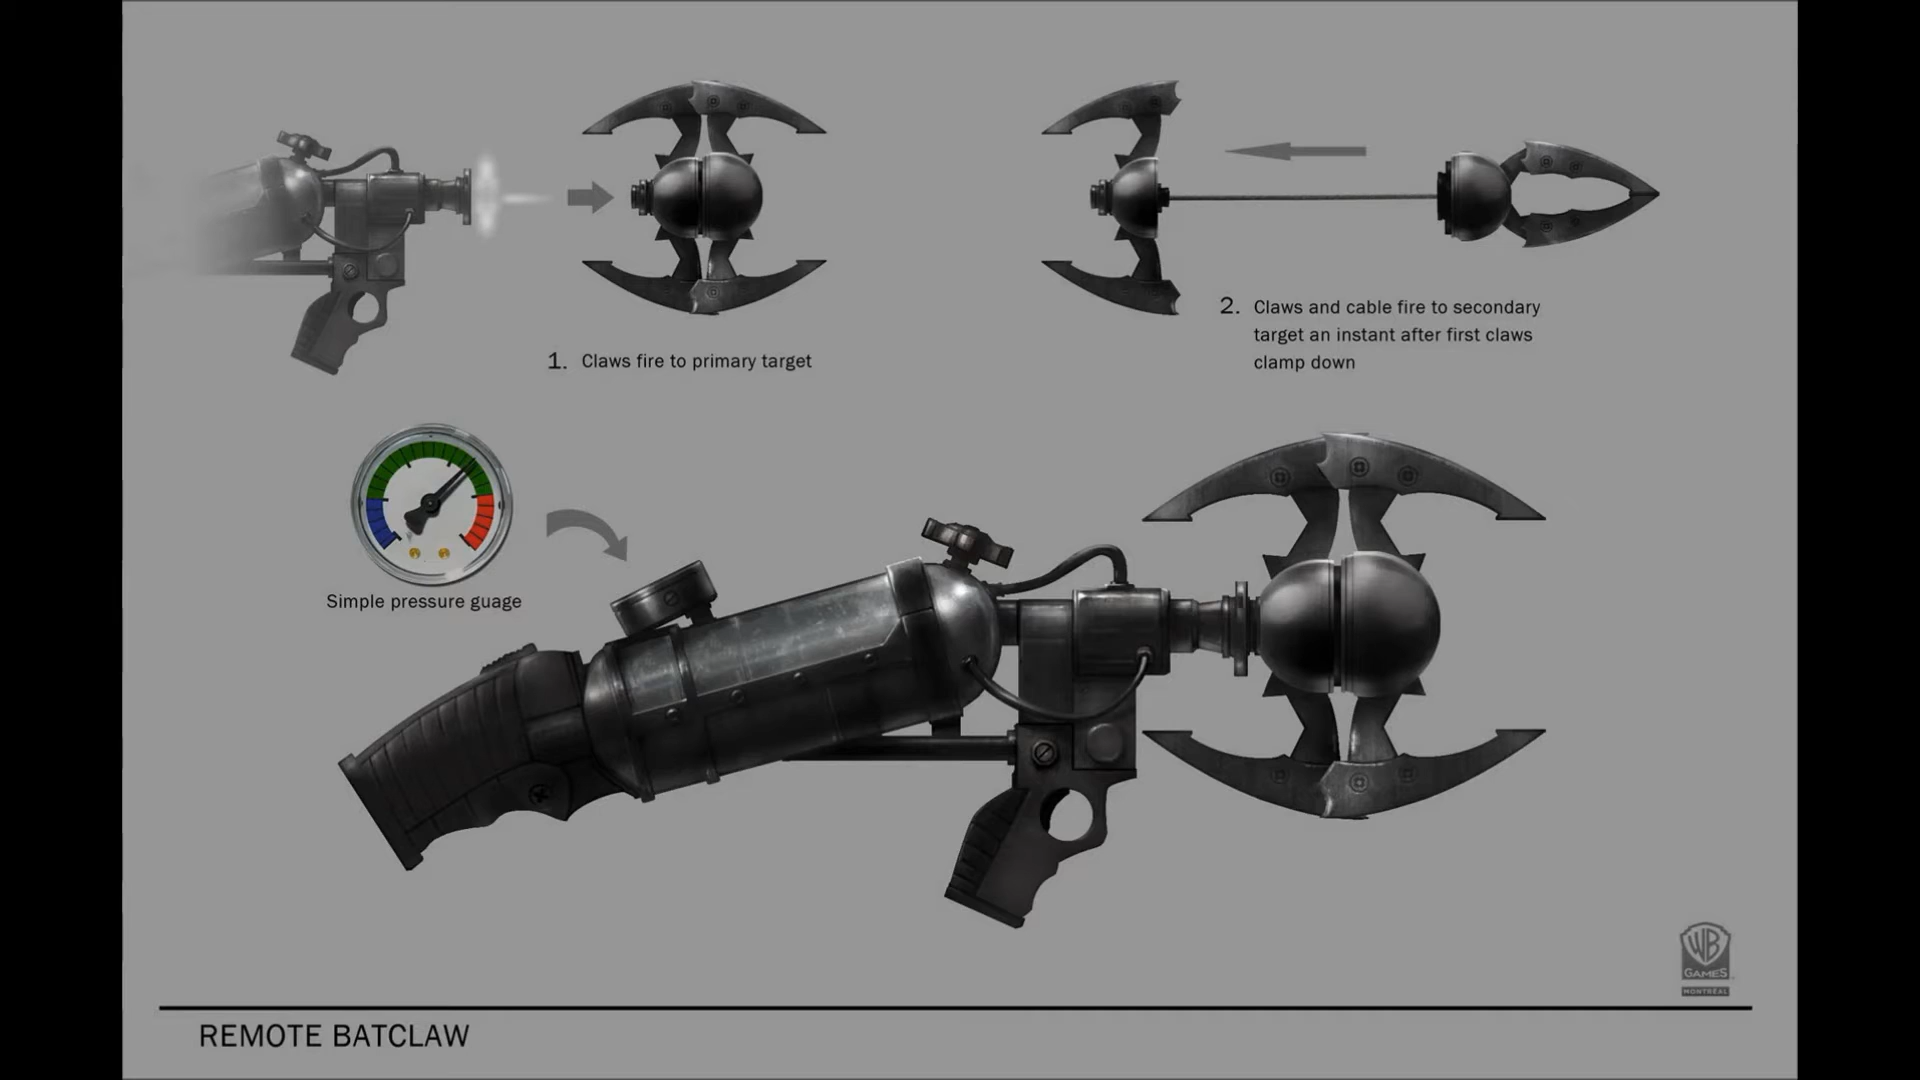 1. Claws fire to primary target
2. Claws and cable fire to secondary
target an instant after first claws
clamp down
Simple pressure guage
WB
GAMES
MONTRÉAL
REMOTE BATCLAW